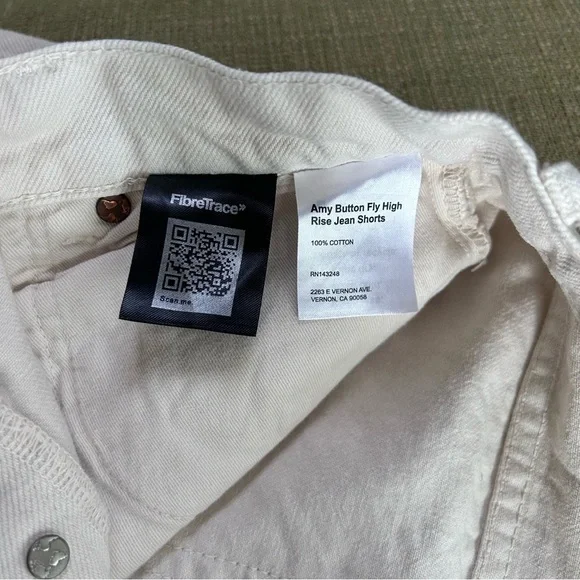 FibreTrace»
Scan me.
Amy Button Fly High
Rise Jean Shorts
100% COTTON
RN143248
2263 E VERNON AVE.
VERNON, CA 90058